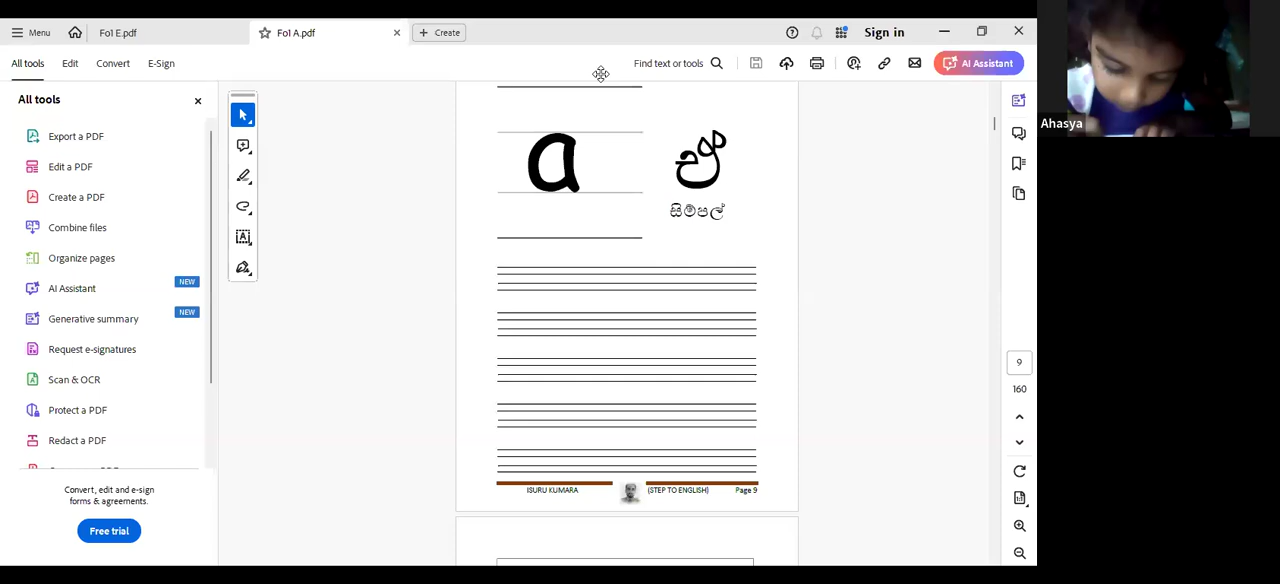 Menu
Fo1 E.pdf
Fo1 A.pdf
Create
Sign in
All tools
Edit
Convert
E-Sign
Find text or tools
AI Assistant
All tools
Export a PDF
Edit a PDF
Create a PDF
Combine files
Organize pages
AI Assistant NEW
Generative summary NEW
Request e-signatures
Scan & OCR
Protect a PDF
Redact a PDF
Convert, edit and e-sign
forms & agreements.
Free trial
a
සිම්පල්
ISURU KUMARA
(STEP TO ENGLISH)
Page 9
9
160
Ahasya